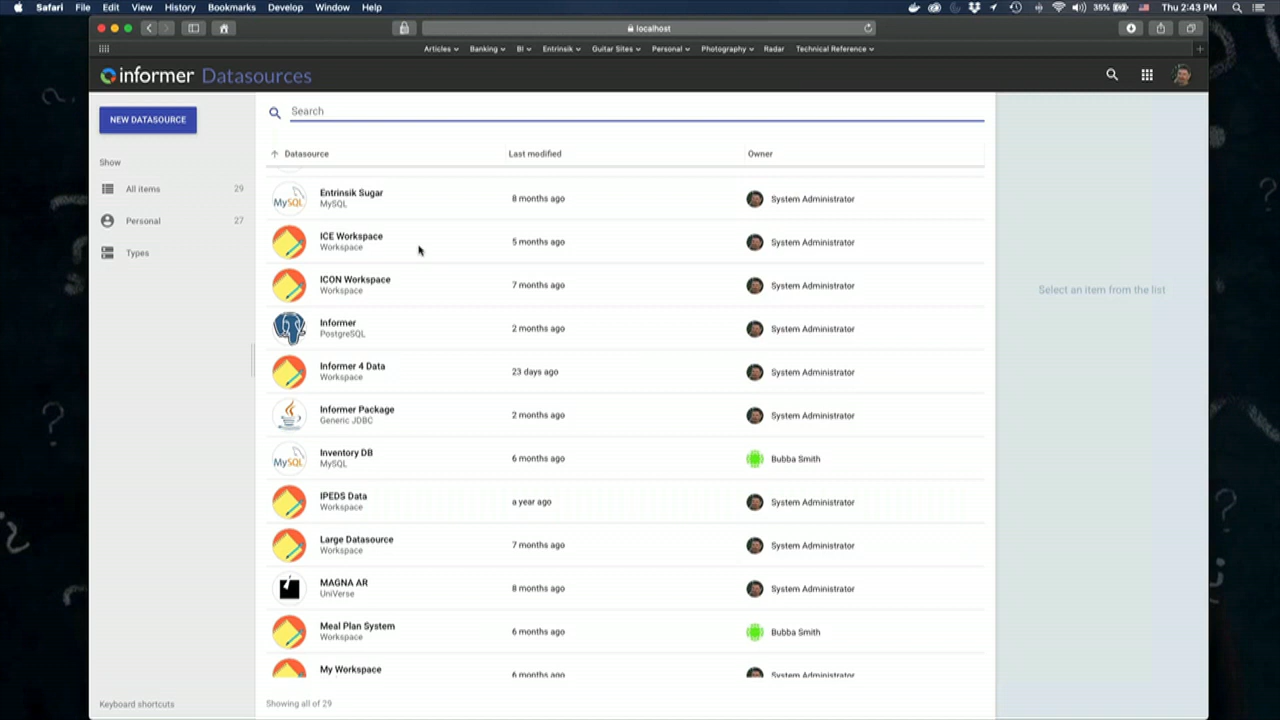 Safari File Edit View History Bookmarks Develop Window Help 35% Thu 2:43 PM
localhost
Articles Banking BI Entrinsik Guitar Sites Personal Photography Radar Technical Reference
informer Datasources
NEW DATASOURCE
Search
Show
Datasource Last modified Owner
All items 29
Personal 27
Types
Entrinsik Sugar
MySQL
8 months ago
System Administrator
ICE Workspace
Workspace
5 months ago
System Administrator
ICON Workspace
Workspace
7 months ago
System Administrator
Select an item from the list
Informer
PostgreSQL
2 months ago
System Administrator
Informer 4 Data
Workspace
23 days ago
System Administrator
Informer Package
Generic JDBC
2 months ago
System Administrator
MySQL
Inventory DB
MySQL
6 months ago
Bubba Smith
IPEDS Data
Workspace
a year ago
System Administrator
Large Datasource
Workspace
7 months ago
System Administrator
MAGNA AR
UniVerse
8 months ago
System Administrator
Meal Plan System
Workspace
6 months ago
Bubba Smith
My Workspace
6 months ago
System Administrator
Keyboard shortcuts
Showing all of 29